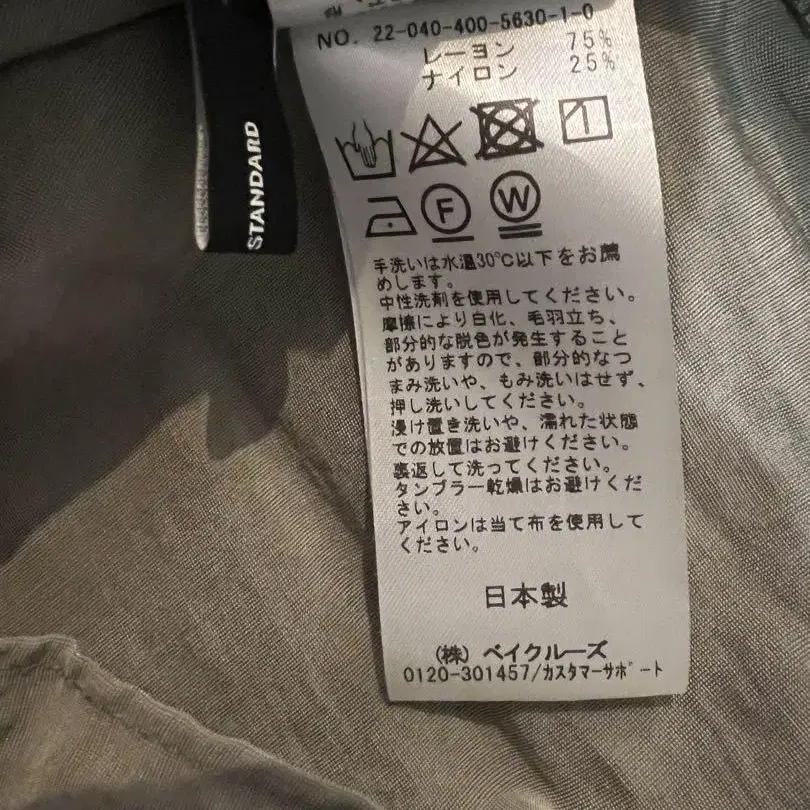 NO. 22-040-400-5630-1-0
レーヨン 75%
ナイロン 25%
F
W
STANDARD
手洗いは水温30℃以下をお薦
めします。
中性洗剤を使用してください。
摩擦により白化、毛羽立ち、
部分的な脱色が発生すること
がありますので、部分的なつ
まみ洗いや、もみ洗いはせず、
押し洗いしてください。
浸け置き洗いや、濡れた状態
での放置はお避けください。
裏返して洗ってください。
タンブラー乾燥はお避けくだ
さい。
アイロンは当て布を使用して
ください。
日本製
(株) ベイクルーズ
0120-301457/カスタマーサポート